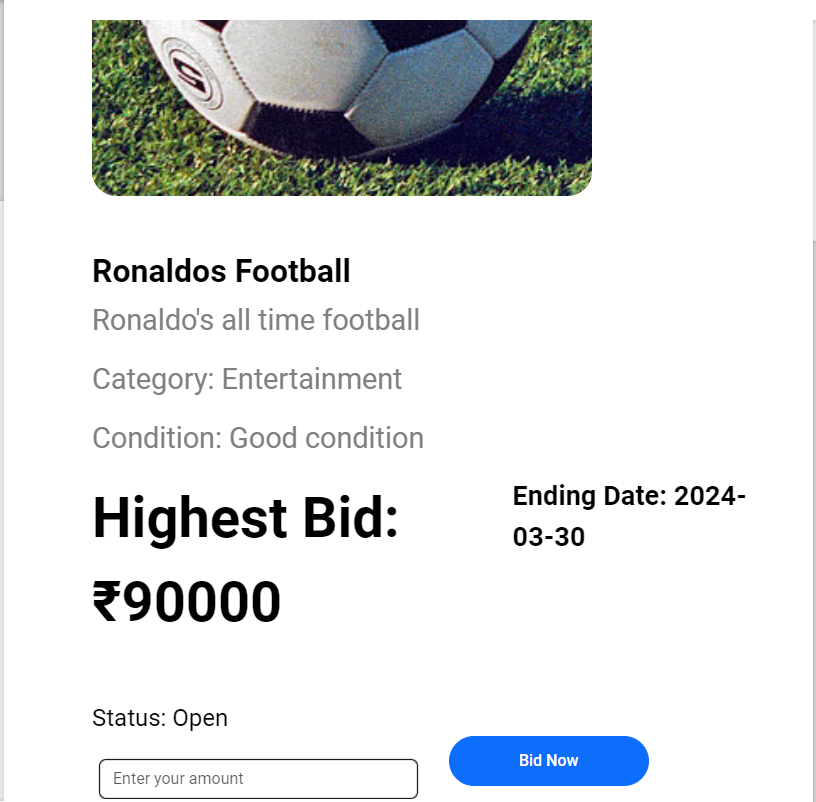 Ronaldos Football
Ronaldo's all time football
Category: Entertainment
Condition: Good condition
Highest Bid:
₹90000
Ending Date: 2024-
03-30
Status: Open
Enter your amount
Bid Now